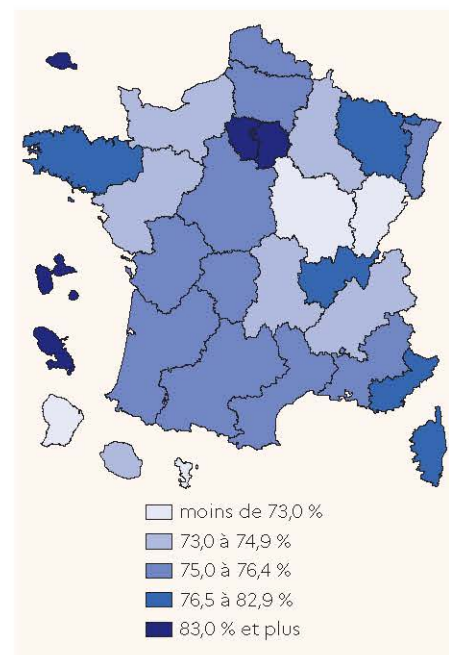 moins de 73,0 %
73,0 à 74,9 %
75,0 à 76,4 %
76,5 à 82,9 %
83,0 % et plus